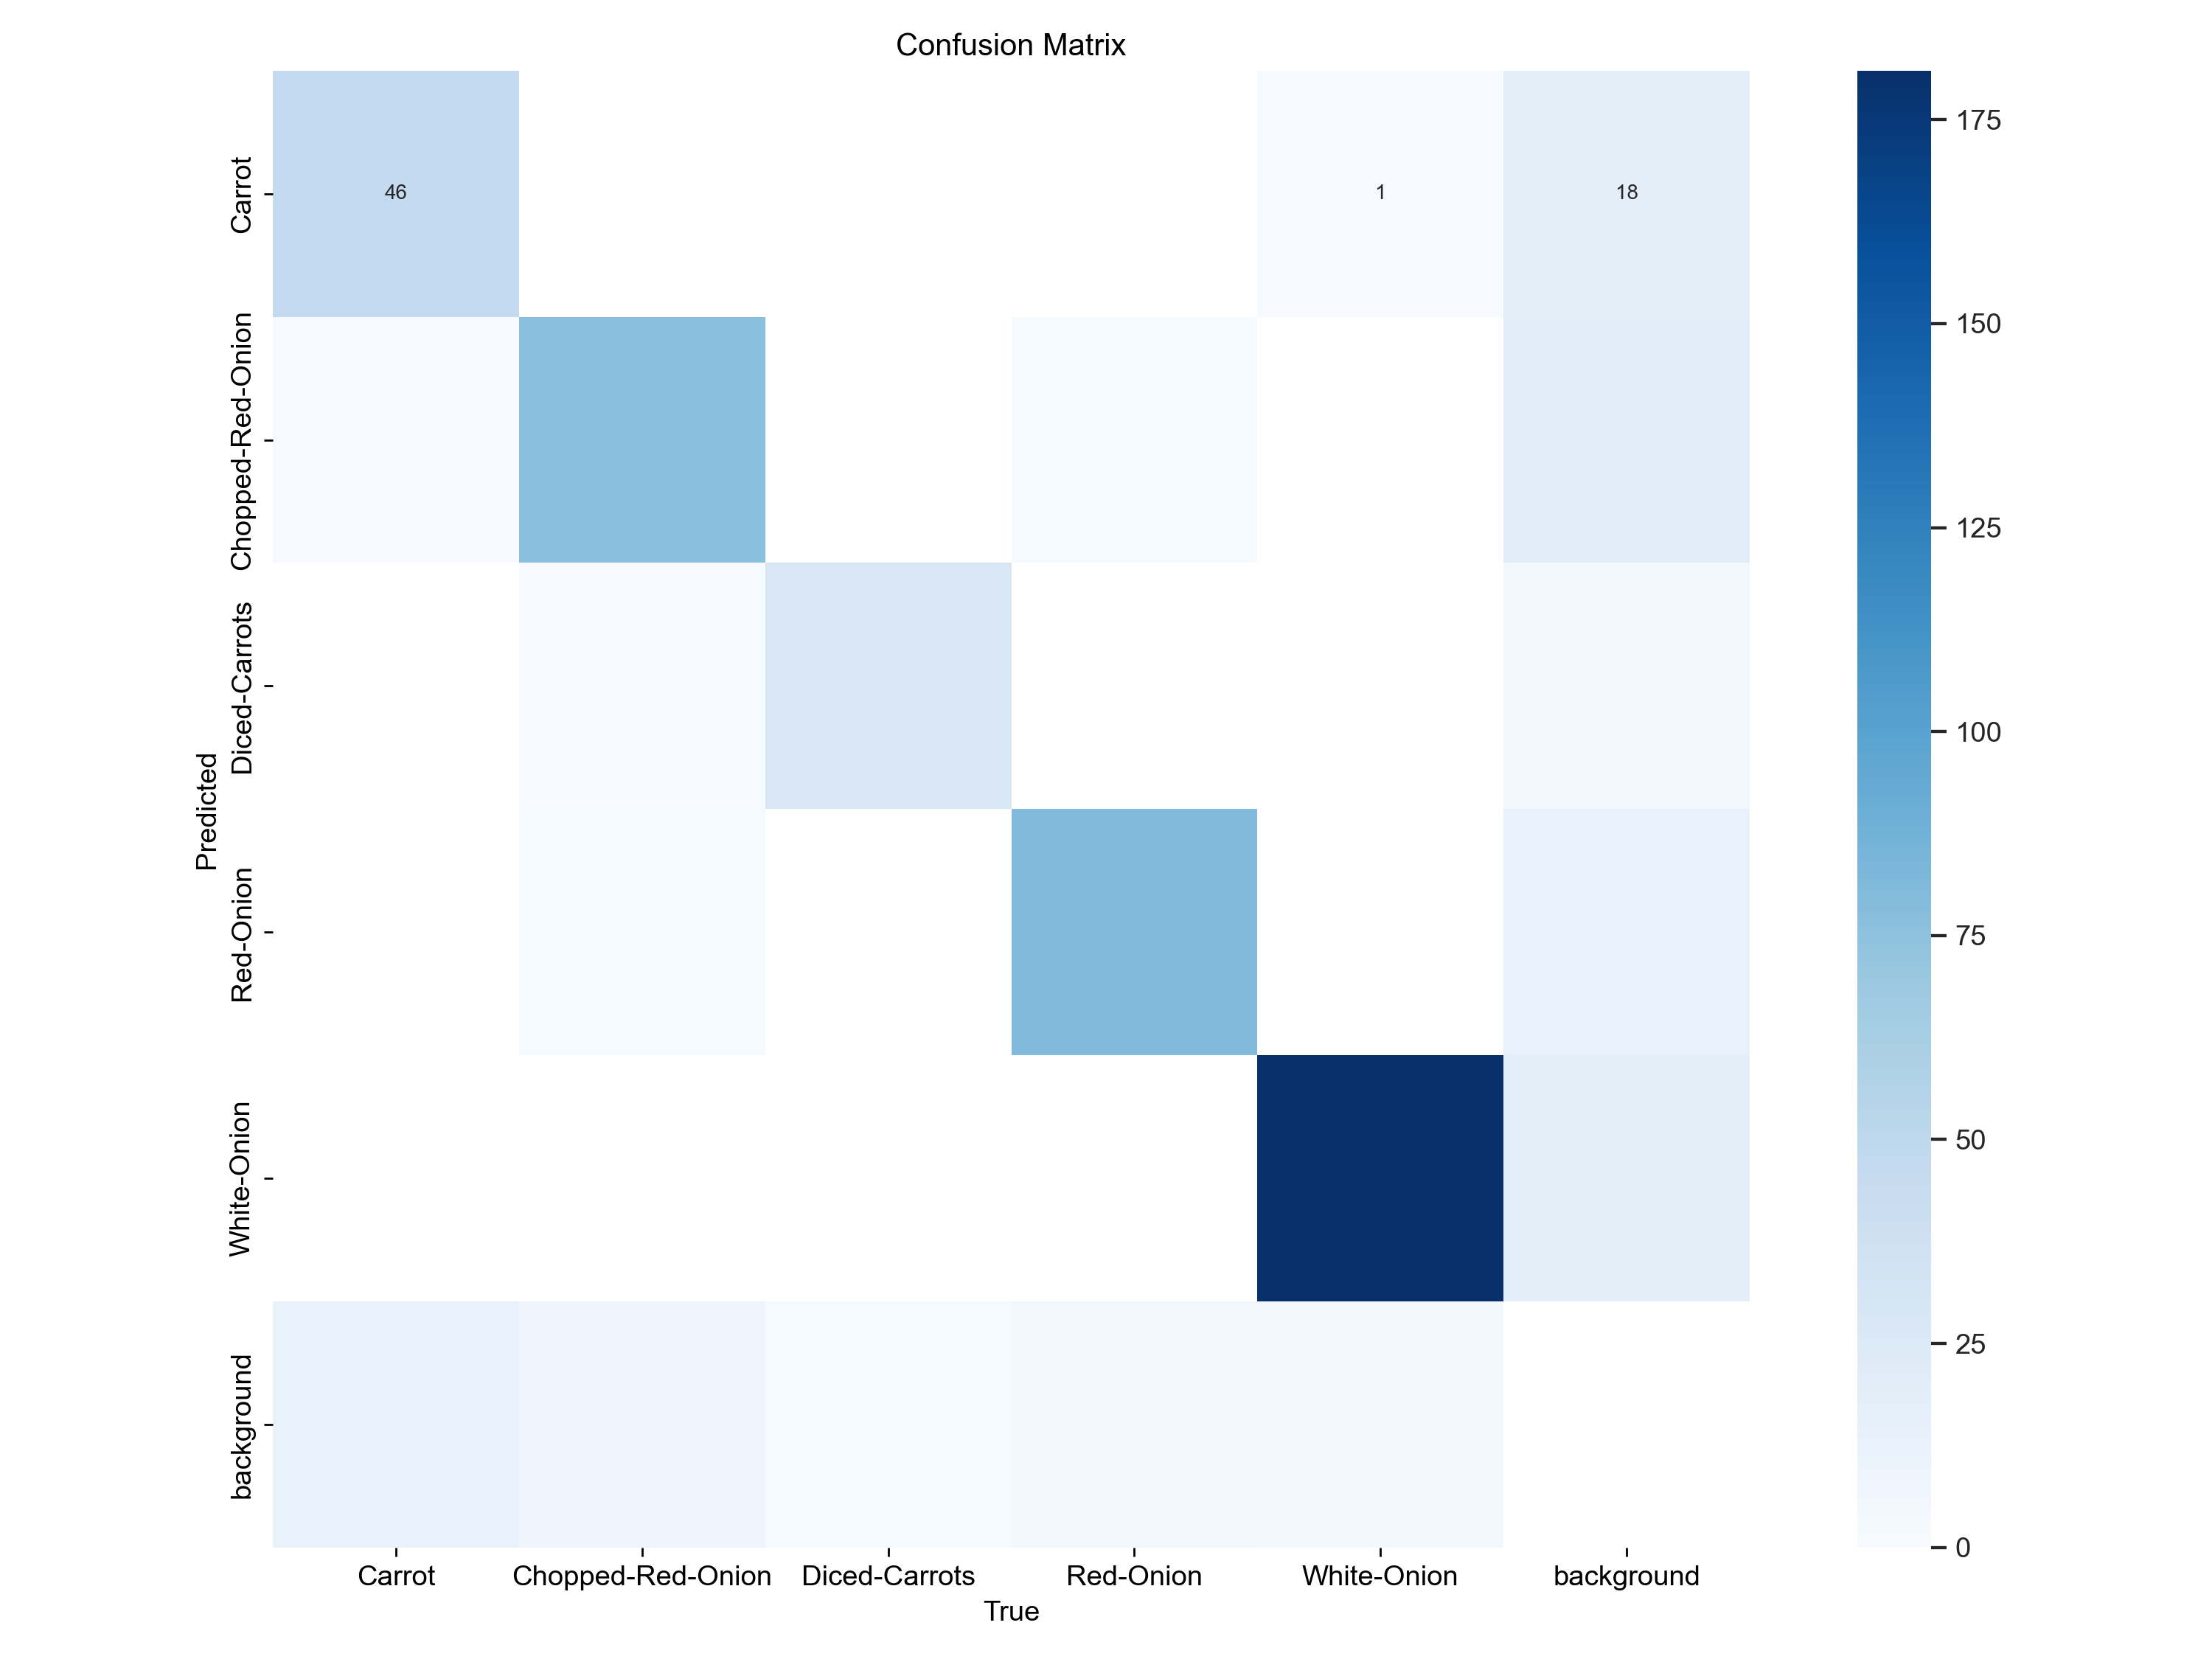 Confusion Matrix
Carrot
46
1
18
Chopped-Red-Onion
Diced-Carrots
Red-Onion
White-Onion
background
Predicted
Carrot
Chopped-Red-Onion
Diced-Carrots
Red-Onion
White-Onion
background
True
175
150
125
100
75
50
25
0